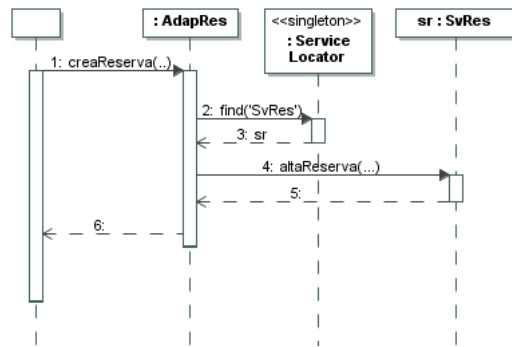 : AdapRes
<<singleton>>
: Service
Locator
sr : SvRes
1: creaReserva(..)
2: find('SvRes')
3: sr
4: altaReserva(...)
5:
6: